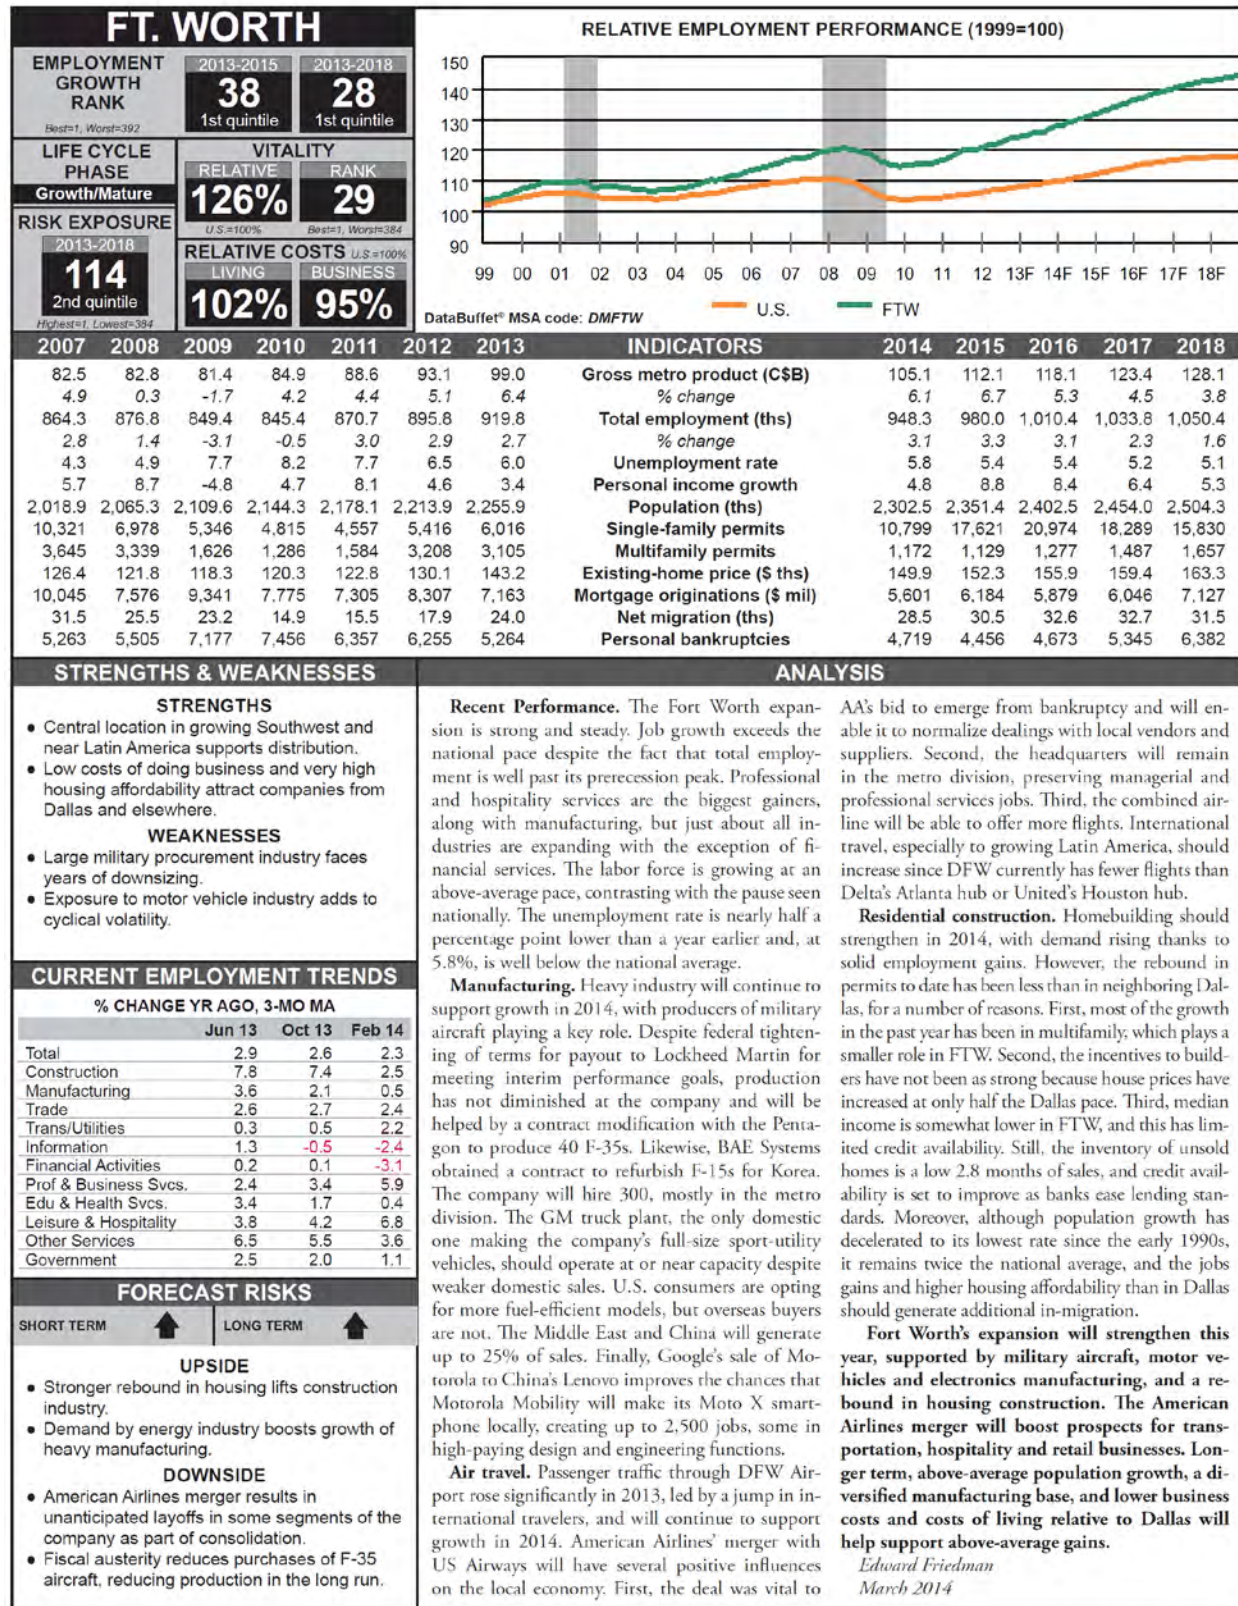 FT. WORTH
EMPLOYMENT
GROWTH
RANK
Best=1, Worst=392
2013-2015
38
1st quintile
2013-2018
28
1st quintile
LIFE CYCLE
PHASE
Growth/Mature
VITALITY
RELATIVE
126%
U.S.=100%
RANK
29
Best=1, Worst=384
RISK EXPOSURE
2013-2018
114
2nd quintile
Highest=1, Lowest=384
RELATIVE COSTS U.S.=100%
LIVING
102%
BUSINESS
95%
RELATIVE EMPLOYMENT PERFORMANCE (1999=100)
150
140
130
120
110
100
90
99 00 01 02 03 04 05 06 07 08 09 10 11 12 13F 14F 15F 16F 17F 18F
DataBuffet® MSA code: DMFTW
U.S. FTW
2007 2008 2009 2010 2011 2012 2013 INDICATORS 2014 2015 2016 2017 2018
82.5 82.8 81.4 84.9 88.6 93.1 99.0 Gross metro product (C$B) 105.1 112.1 118.1 123.4 128.1
4.9 0.3 -1.7 4.2 4.4 5.1 6.4 % change 6.1 6.7 5.3 4.5 3.8
864.3 876.8 849.4 845.4 870.7 895.8 919.8 Total employment (ths) 948.3 980.0 1,010.4 1,033.8 1,050.4
2.8 1.4 -3.1 -0.5 3.0 2.9 2.7 % change 3.1 3.3 3.1 2.3 1.6
4.3 4.9 7.7 8.2 7.7 6.5 6.0 Unemployment rate 5.8 5.4 5.4 5.2 5.1
5.7 8.7 -4.8 4.7 8.1 4.6 3.4 Personal income growth 4.8 8.8 8.4 6.4 5.3
2,018.9 2,065.3 2,109.6 2,144.3 2,178.1 2,213.9 2,255.9 Population (ths) 2,302.5 2,351.4 2,402.5 2,454.0 2,504.3
10,321 6,978 5,346 4,815 4,557 5,416 6,016 Single-family permits 10,799 17,621 20,974 18,289 15,830
3,645 3,339 1,626 1,286 1,584 3,208 3,105 Multifamily permits 1,172 1,129 1,277 1,487 1,657
126.4 121.8 118.3 120.3 122.8 130.1 143.2 Existing-home price ($ ths) 149.9 152.3 155.9 159.4 163.3
10,045 7,576 9,341 7,775 7,305 8,307 7,163 Mortgage originations ($ mil) 5,601 6,184 5,879 6,046 7,127
31.5 25.5 23.2 14.9 15.5 17.9 24.0 Net migration (ths) 28.5 30.5 32.6 32.7 31.5
5,263 5,505 7,177 7,456 6,357 6,255 5,264 Personal bankruptcies 4,719 4,456 4,673 5,345 6,382
STRENGTHS & WEAKNESSES
STRENGTHS
• Central location in growing Southwest and
near Latin America supports distribution.
• Low costs of doing business and very high
housing affordability attract companies from
Dallas and elsewhere.
WEAKNESSES
• Large military procurement industry faces
years of downsizing.
• Exposure to motor vehicle industry adds to
cyclical volatility.
CURRENT EMPLOYMENT TRENDS
% CHANGE YR AGO, 3-MO MA
Jun 13 Oct 13 Feb 14
Total 2.9 2.6 2.3
Construction 7.8 7.4 2.5
Manufacturing 3.6 2.1 0.5
Trade 2.6 2.7 2.4
Trans/Utilities 0.3 0.5 2.2
Information 1.3 -0.5 -2.4
Financial Activities 0.2 0.1 -3.1
Prof & Business Svcs. 2.4 3.4 5.9
Edu & Health Svcs. 3.4 1.7 0.4
Leisure & Hospitality 3.8 4.2 6.8
Other Services 6.5 5.5 3.6
Government 2.5 2.0 1.1
FORECAST RISKS
SHORT TERM LONG TERM
UPSIDE
• Stronger rebound in housing lifts construction
industry.
• Demand by energy industry boosts growth of
heavy manufacturing.
DOWNSIDE
• American Airlines merger results in
unanticipated layoffs in some segments of the
company as part of consolidation.
• Fiscal austerity reduces purchases of F-35
aircraft, reducing production in the long run.
ANALYSIS
Recent Performance. The Fort Worth expan-
sion is strong and steady. Job growth exceeds the
national pace despite the fact that total employ-
ment is well past its prerecession peak. Professional
and hospitality services are the biggest gainers,
along with manufacturing, but just about all in-
dustries are expanding with the exception of fi-
nancial services. The labor force is growing at an
above-average pace, contrasting with the pause seen
nationally. The unemployment rate is nearly half a
percentage point lower than a year earlier and, at
5.8%, is well below the national average.
Manufacturing. Heavy industry will continue to
support growth in 2014, with producers of military
aircraft playing a key role. Despite federal tighten-
ing of terms for payout to Lockheed Martin for
meeting interim performance goals, production
has not diminished at the company and will be
helped by a contract modification with the Penta-
gon to produce 40 F-35s. Likewise, BAE Systems
obtained a contract to refurbish F-15s for Korea.
The company will hire 300, mostly in the metro
division. The GM truck plant, the only domestic
one making the company's full-size sport-utility
vehicles, should operate at or near capacity despite
weaker domestic sales. U.S. consumers are opting
for more fuel-efficient models, but overseas buyers
are not. The Middle East and China will generate
up to 25% of sales. Finally, Google's sale of Mo-
torola to China's Lenovo improves the chances that
Motorola Mobility will make its Moto X smart-
phone locally, creating up to 2,500 jobs, some in
high-paying design and engineering functions.
Air travel. Passenger traffic through DFW Air-
port rose significantly in 2013, led by a jump in in-
ternational travelers, and will continue to support
growth in 2014. American Airlines' merger with
US Airways will have several positive influences
on the local economy. First, the deal was vital to
AA's bid to emerge from bankruptcy and will en-
able it to normalize dealings with local vendors and
suppliers. Second, the headquarters will remain
in the metro division, preserving managerial and
professional services jobs. Third, the combined air-
line will be able to offer more flights. International
travel, especially to growing Latin America, should
increase since DFW currently has fewer flights than
Delta's Atlanta hub or United's Houston hub.
Residential construction. Homebuilding should
strengthen in 2014, with demand rising thanks to
solid employment gains. However, the rebound in
permits to date has been less than in neighboring Dal-
las, for a number of reasons. First, most of the growth
in the past year has been in multifamily, which plays a
smaller role in FTW. Second, the incentives to build-
ers have not been as strong because house prices have
increased at only half the Dallas pace. Third, median
income is somewhat lower in FTW, and this has lim-
ited credit availability. Still, the inventory of unsold
homes is a low 2.8 months of sales, and credit avail-
ability is set to improve as banks ease lending stan-
dards. Moreover, although population growth has
decelerated to its lowest rate since the early 1990s,
it remains twice the national average, and the jobs
gains and higher housing affordability than in Dallas
should generate additional in-migration.
Fort Worth's expansion will strengthen this
year, supported by military aircraft, motor ve-
hicles and electronics manufacturing, and a re-
bound in housing construction. The American
Airlines merger will boost prospects for trans-
portation, hospitality and retail businesses. Lon-
ger term, above-average population growth, a di-
versified manufacturing base, and lower business
costs and costs of living relative to Dallas will
help support above-average gains.
Edward Friedman
March 2014